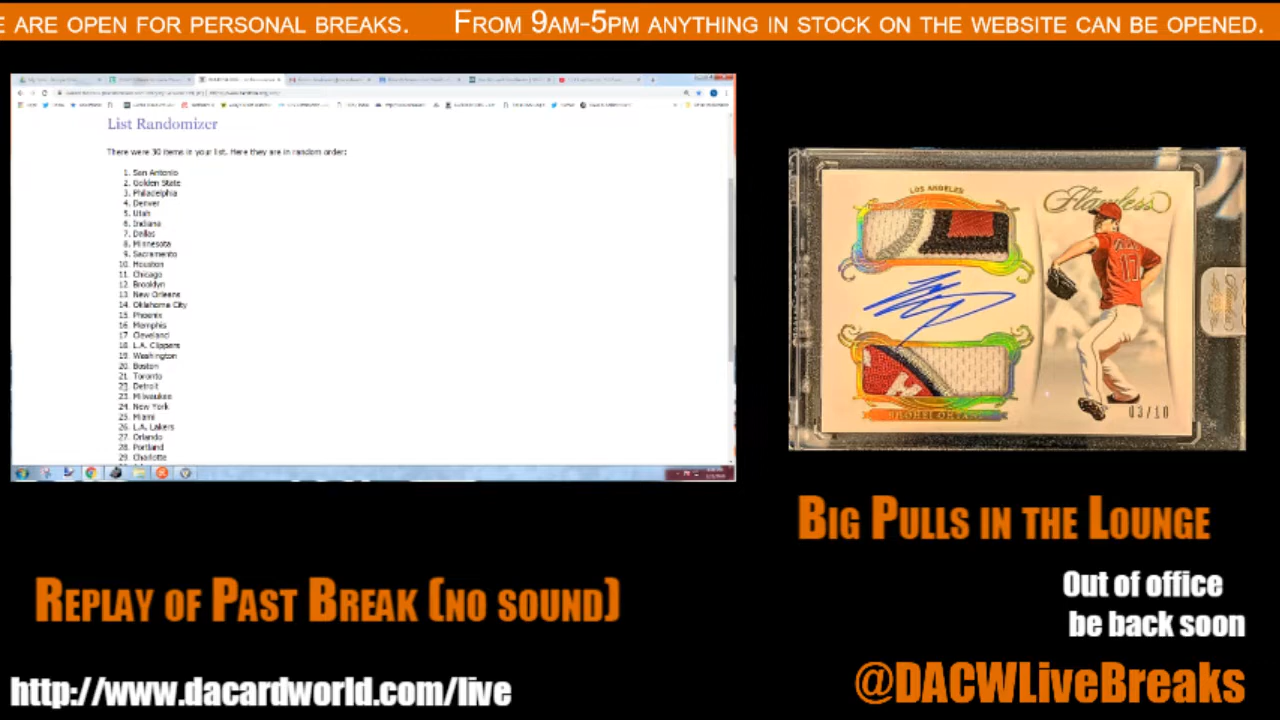 E ARE OPEN FOR PERSONAL BREAKS. FROM 9AM-5PM ANYTHING IN STOCK ON THE WEBSITE CAN BE OPENED.
List Randomizer
There were 30 items in your list. Here they are in random order:
1. San Antonio
2. Golden State
3. Philadelphia
4. Denver
5. Utah
6. Indiana
7. Dallas
8. Minnesota
9. Sacramento
10. Houston
11. Chicago
12. Brooklyn
13. New Orleans
14. Oklahoma City
15. Phoenix
16. Memphis
17. Cleveland
18. L.A. Clippers
19. Washington
20. Boston
21. Toronto
22. Detroit
23. Milwaukee
24. New York
25. Miami
26. L.A. Lakers
27. Orlando
28. Portland
29. Charlotte
LOS ANGELES
Flawless
17
SHOHEI OHTANI
03/10
BIG PULLS IN THE LOUNGE
REPLAY OF PAST BREAK (NO SOUND)
Out of office
be back soon
http://www.dacardworld.com/live
@DACWLiveBreaks